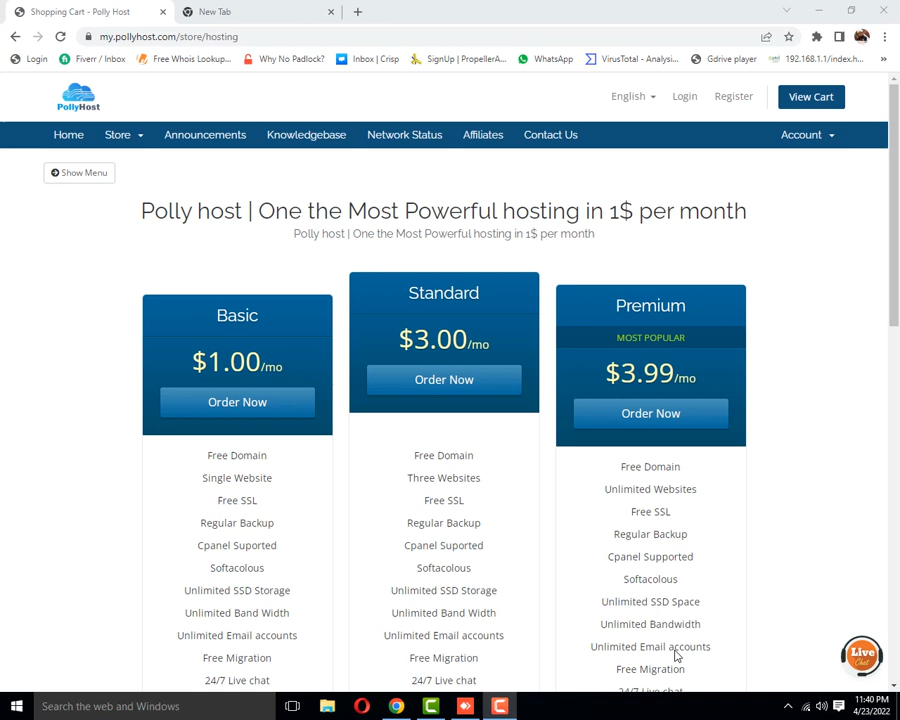 Shopping Cart - Polly Host
New Tab
my.pollyhost.com/store/hosting
Login
Fiverr / Inbox
Free Whois Lookup...
Why No Padlock?
Inbox | Crisp
SignUp | PropellerA...
WhatsApp
VirusTotal - Analysi...
Gdrive player
192.168.1.1/index.h...
PollyHost
English
Login
Register
View Cart
Home
Store
Announcements
Knowledgebase
Network Status
Affiliates
Contact Us
Account
Show Menu
Polly host | One the Most Powerful hosting in 1$ per month
Polly host | One the Most Powerful hosting in 1$ per month
Basic
$1.00/mo
Order Now
Free Domain
Single Website
Free SSL
Regular Backup
Cpanel Suported
Softacolous
Unlimited SSD Storage
Unlimited Band Width
Unlimited Email accounts
Free Migration
24/7 Live chat
Standard
$3.00/mo
Order Now
Free Domain
Three Websites
Free SSL
Regular Backup
Cpanel Suported
Softacolous
Unlimited SSD Storage
Unlimited Band Width
Unlimited Email accounts
Free Migration
24/7 Live chat
Premium
MOST POPULAR
$3.99/mo
Order Now
Free Domain
Unlimited Websites
Free SSL
Regular Backup
Cpanel Supported
Softacolous
Unlimited SSD Space
Unlimited Bandwidth
Unlimited Email accounts
Free Migration
24/7 Live chat
Live
Chat
Search the web and Windows
11:40 PM
4/23/2022